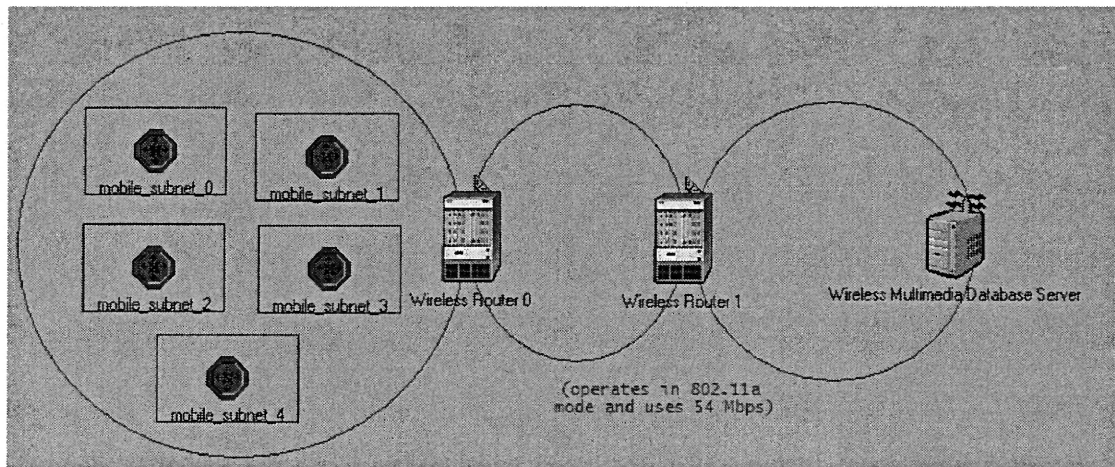 mobile_subnet_0
mobile_subnet_1
mobile_subnet_2
mobile_subnet_3
mobile_subnet_4
Wireless Router 0
Wireless Router 1
Wireless Multimedia/Database Server
(operates in 802.11a
mode and uses 54 Mbps)